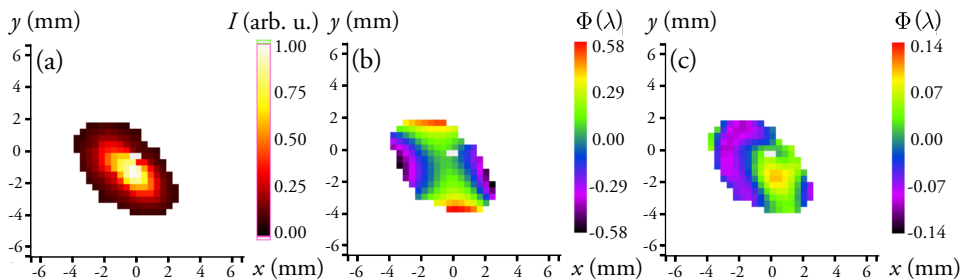 y (mm) I (arb. u.) y (mm) Φ (λ) y (mm) Φ (λ)
(a) (b) (c)
6 4 2 0 -2 -4 -6
1.00 0.75 0.50 0.25 0.00
6 4 2 0 -2 -4 -6
0.58 0.29 0.00 -0.29 -0.58
6 4 2 0 -2 -4 -6
0.14 0.07 0.00 -0.07 -0.14
-6 -4 -2 0 2 4 6 x (mm)
-6 -4 -2 0 2 4 6 x (mm)
-6 -4 -2 0 2 4 6 x (mm)